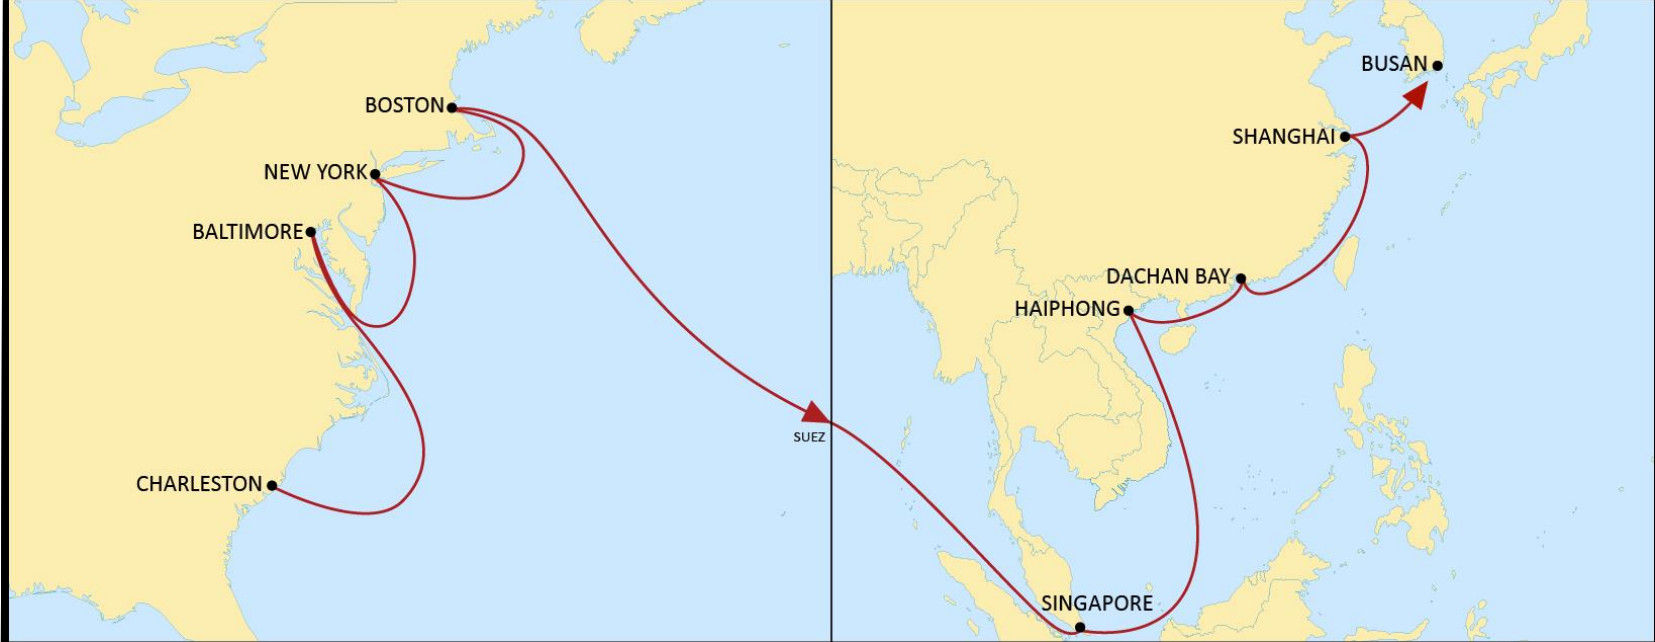 BOSTON
NEW YORK
BALTIMORE
CHARLESTON
SUEZ
BUSAN
SHANGHAI
DACHAN BAY
HAIPHONG
SINGAPORE